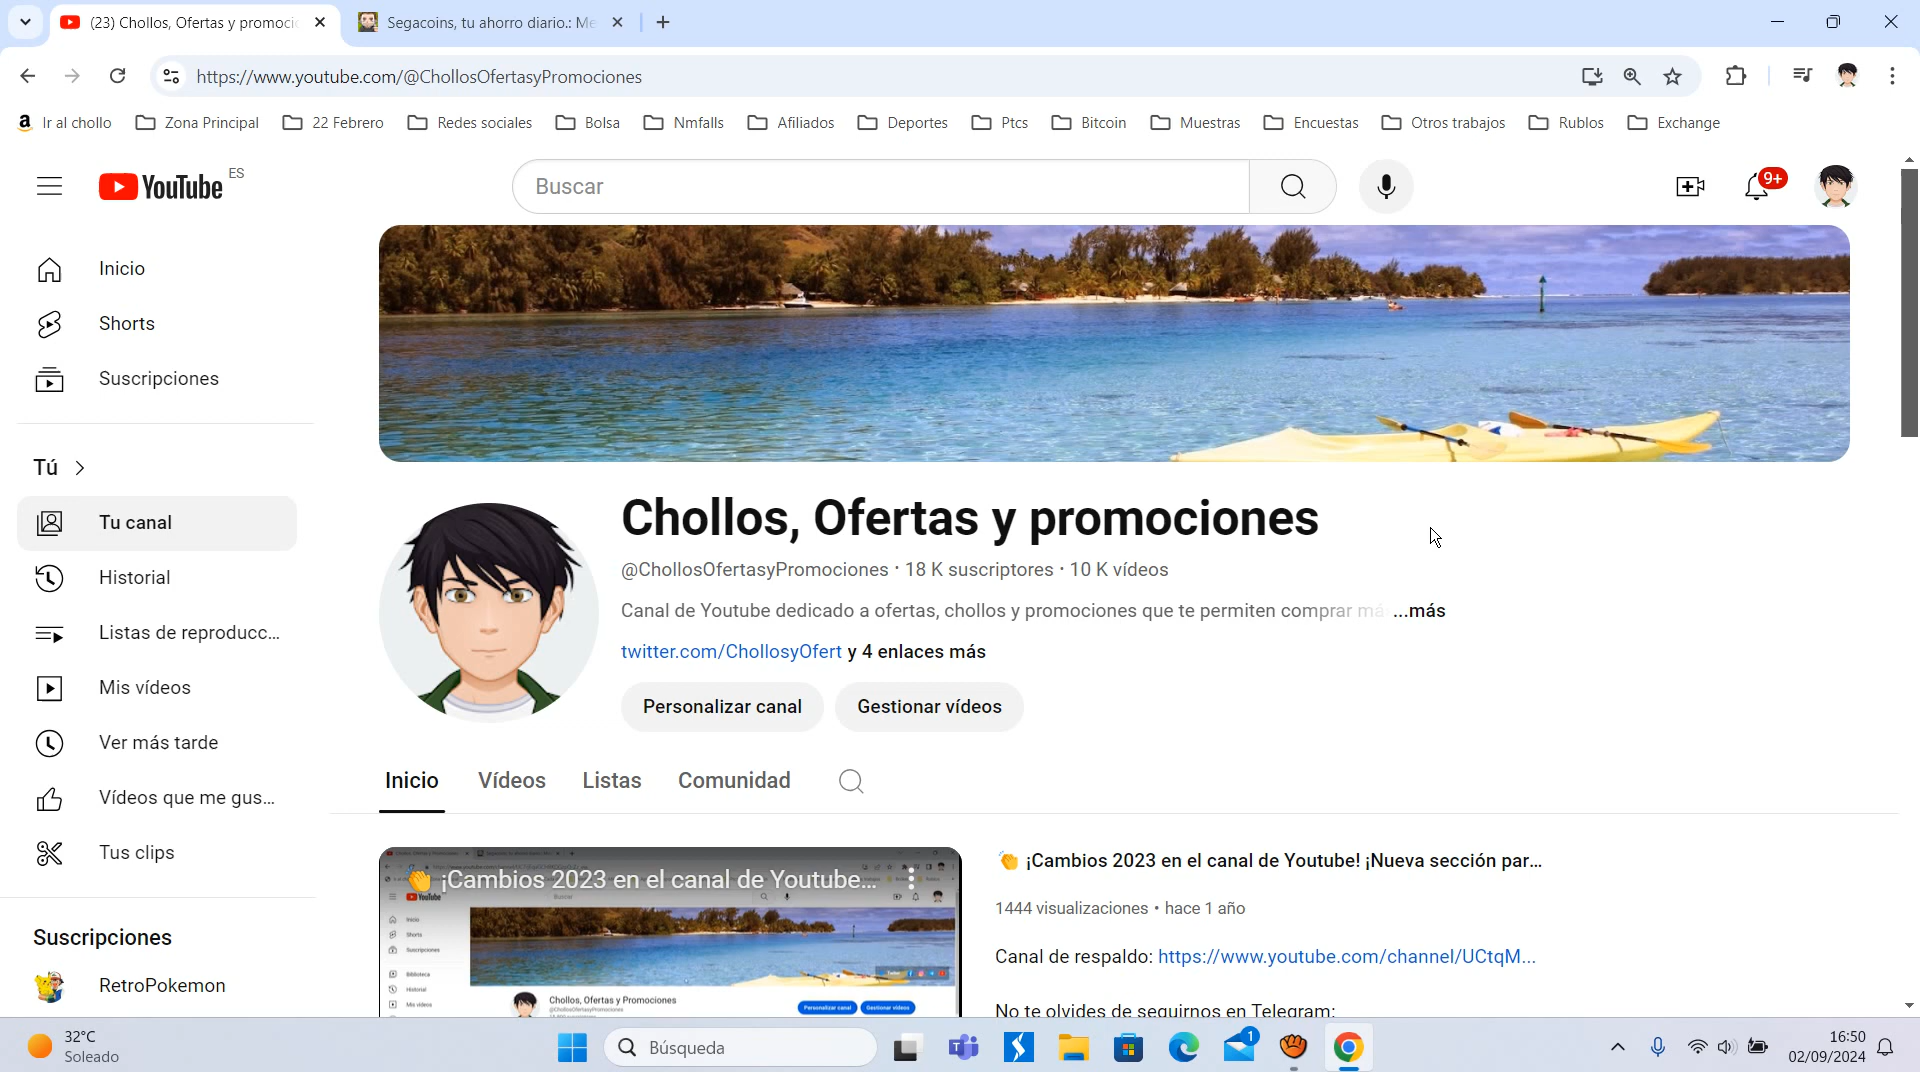 (23) Chollos, Ofertas y promoci
Segacoins, tu ahorro diario.: Me
https://www.youtube.com/@ChollosOfertasyPromociones
Ir al chollo
Zona Principal
22 Febrero
Redes sociales
Bolsa
Nmfalls
Afiliados
Deportes
Ptcs
Bitcoin
Muestras
Encuestas
Otros trabajos
Rublos
Exchange
YouTube ES
Buscar
9+
Inicio
Shorts
Suscripciones
Tú
Tu canal
Historial
Listas de reproducc...
Mis vídeos
Ver más tarde
Vídeos que me gus...
Tus clips
Suscripciones
RetroPokemon
Chollos, Ofertas y promociones
@ChollosOfertasyPromociones · 18 K suscriptores · 10 K vídeos
Canal de Youtube dedicado a ofertas, chollos y promociones que te permiten comprar má ...más
twitter.com/ChollosyOfert y 4 enlaces más
Personalizar canal
Gestionar vídeos
Inicio
Vídeos
Listas
Comunidad
👏 ¡Cambios 2023 en el canal de Youtube...
YouTube
Buscar
Inicio
Shorts
Suscripciones
Biblioteca
Historial
Mis vídeos
Chollos, Ofertas y Promociones
@ChollosOfertasyPromociones
Personalizar canal
Gestionar vídeos
👏 ¡Cambios 2023 en el canal de Youtube! ¡Nueva sección par...
1444 visualizaciones • hace 1 año
Canal de respaldo: https://www.youtube.com/channel/UCtqM...
No te olvides de seguirnos en Telegram:
32°C
Soleado
Búsqueda
1
16:50
02/09/2024